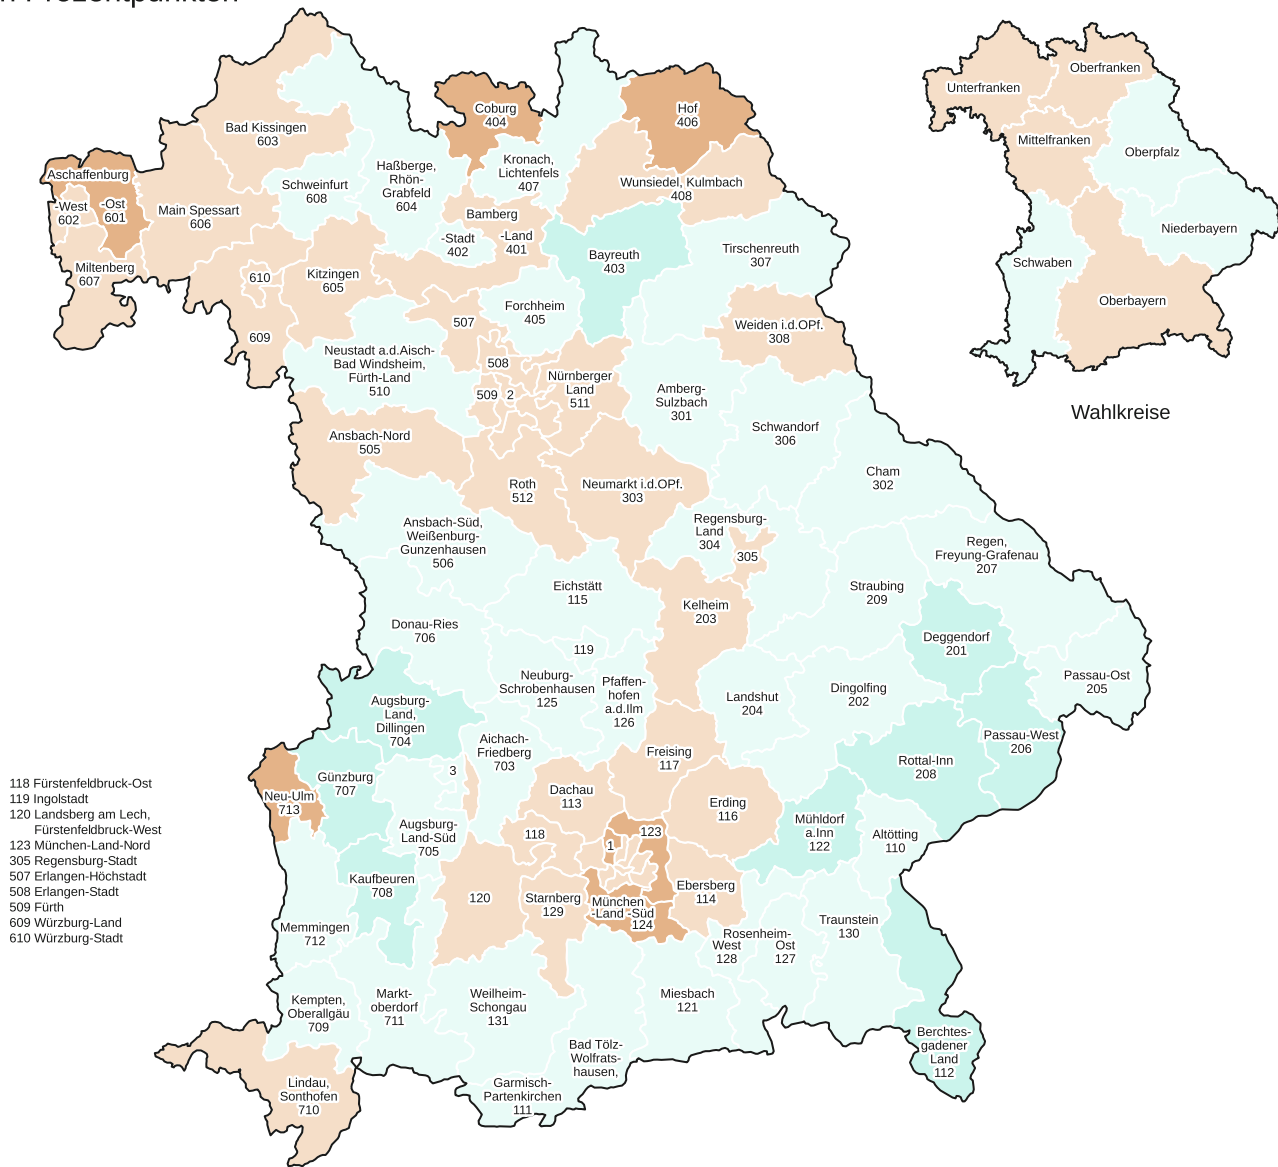 n Prozentpunkten
Unterfranken
Oberfranken
Mittelfranken
Oberpfalz
Niederbayern
Schwaben
Oberbayern
Wahlkreise
Coburg
404
Hof
406
Bad Kissingen
603
Kronach,
Lichtenfels
407
Haßberge,
Rhön-
Grabfeld
604
Aschaffenburg
-West
602
-Ost
601
Schweinfurt
608
Wunsiedel, Kulmbach
408
Main Spessart
606
Bamberg
-Stadt
402
-Land
401
Bayreuth
403
Tirschenreuth
307
Miltenberg
607
610
Kitzingen
605
Forchheim
405
507
Weiden i.d.OPf.
308
609
Neustadt a.d.Aisch-
Bad Windsheim,
Fürth-Land
510
508
509
2
Nürnberger
Land
511
Amberg-
Sulzbach
301
Schwandorf
306
Ansbach-Nord
505
Cham
302
Roth
512
Neumarkt i.d.OPf.
303
Ansbach-Süd,
Weißenburg-
Gunzenhausen
506
Regensburg-
Land
304
305
Regen,
Freyung-Grafenau
207
Eichstätt
115
Straubing
209
Kelheim
203
Donau-Ries
706
Deggendorf
201
119
Neuburg-
Schrobenhausen
125
Pfaffen-
hofen
a.d.Ilm
126
Landshut
204
Dingolfing
202
Passau-Ost
205
Augsburg-
Land,
Dillingen
704
Aichach-
Friedberg
703
Freising
117
Passau-West
206
Rottal-Inn
208
3
Günzburg
707
Neu-Ulm
713
Dachau
113
Erding
116
Mühldorf
a.Inn
122
Altötting
110
Augsburg-
Land-Süd
705
118
123
1
118 Fürstenfeldbruck-Ost
119 Ingolstadt
120 Landsberg am Lech,
Fürstenfeldbruck-West
123 München-Land-Nord
305 Regensburg-Stadt
507 Erlangen-Höchstadt
508 Erlangen-Stadt
509 Fürth
609 Würzburg-Land
610 Würzburg-Stadt
Kaufbeuren
708
120
Starnberg
129
München
-Land -Süd
124
Ebersberg
114
Memmingen
712
Rosenheim-
West
128
Ost
127
Traunstein
130
Kempten,
Oberallgäu
709
Markt-
oberdorf
711
Weilheim-
Schongau
131
Miesbach
121
Bad Tölz-
Wolfrats-
hausen,
Garmisch-
Partenkirchen
111
Berchtes-
gadener
Land
112
Lindau,
Sonthofen
710